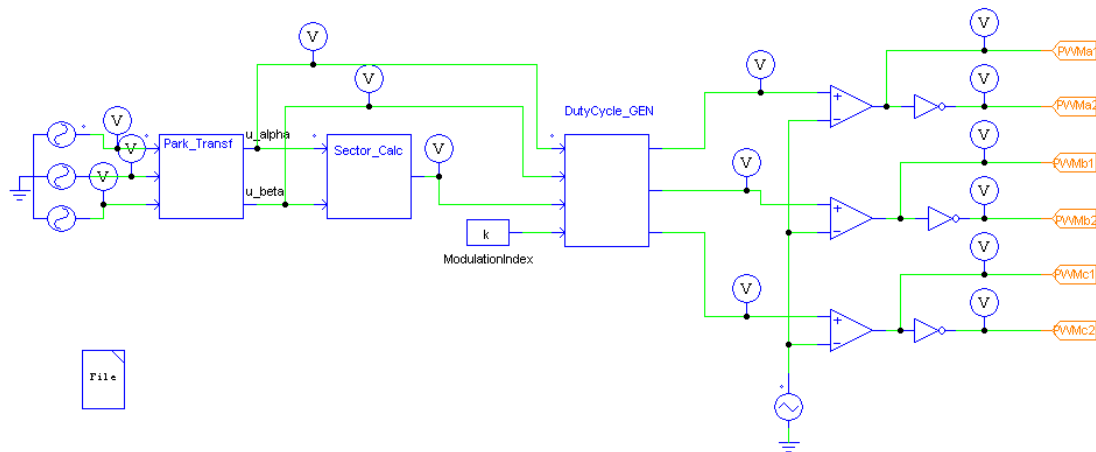 V
V
PWMa1
V
V
V
PWMa2
DutyCycle_GEN
V
V
u_alpha
Park_Transf
Sector_Calc
V
V
PWMb1
V
V
u_beta
V
PWMb2
k
ModulationIndex
V
PWMc1
V
V
PWMc2
File